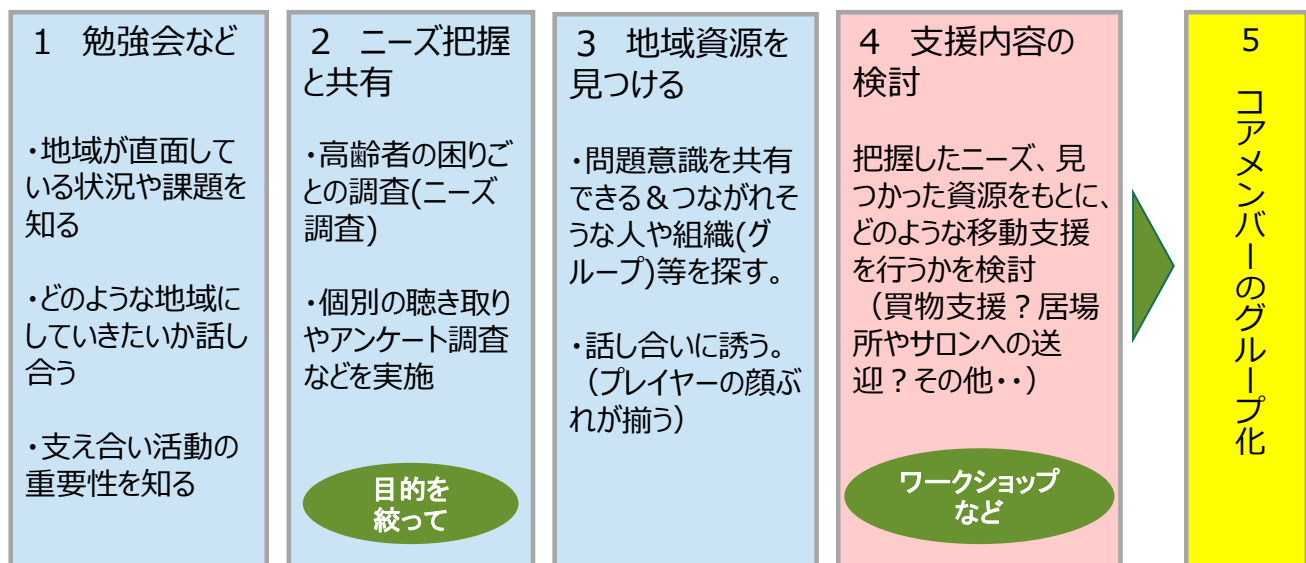 1　勉強会など
・地域が直面して
いる状況や課題を
知る
・どのような地域に
していきたいか話し
合う
・支え合い活動の
重要性を知る
2　ニーズ把握
と共有
・高齢者の困りご
との調査(ニーズ
調査)
・個別の聴き取り
やアンケート調査
などを実施
目的を
絞って
3　地域資源を
見つける
・問題意識を共有
できる＆つながれそ
うな人や組織(グ
ループ)等を探す。
・話し合いに誘う。
（プレイヤーの顔ぶ
れが揃う）
4　支援内容の
検討
把握したニーズ、見
つかった資源をもとに、
どのような移動支援
を行うかを検討
（買物支援？居場
所やサロンへの送
迎？その他・・）
ワークショップ
など
5　コアメンバーのグループ化